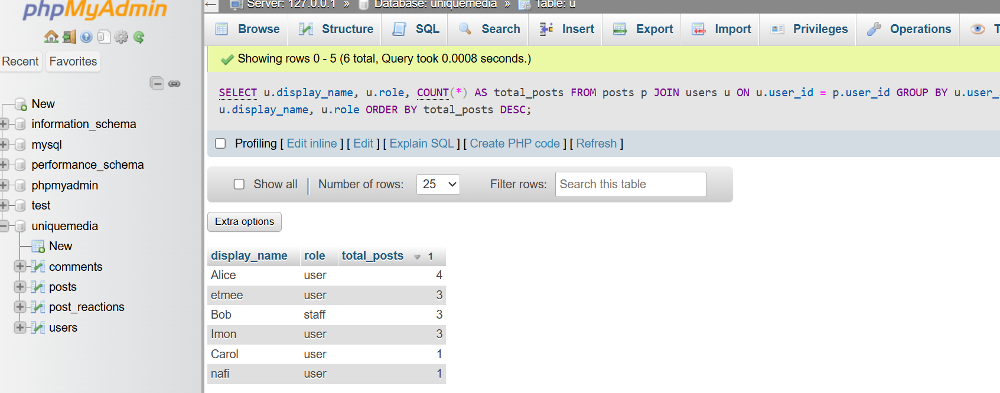 phpMyAdmin
Recent Favorites
New
information_schema
mysql
performance_schema
phpmyadmin
test
uniquemedia
New
comments
posts
post_reactions
users
Server: 127.0.0.1 » Database: uniquemedia » Table: u
Browse Structure SQL Search Insert Export Import Privileges Operations T
Showing rows 0 - 5 (6 total, Query took 0.0008 seconds.)
SELECT u.display_name, u.role, COUNT(*) AS total_posts FROM posts p JOIN users u ON u.user_id = p.user_id GROUP BY u.user_
u.display_name, u.role ORDER BY total_posts DESC;
Profiling [ Edit inline ] [ Edit ] [ Explain SQL ] [ Create PHP code ] [ Refresh ]
Show all Number of rows: 25 Filter rows: Search this table
Extra options
display_name role total_posts 1
Alice user 4
etmee user 3
Bob staff 3
Imon user 3
Carol user 1
nafi user 1